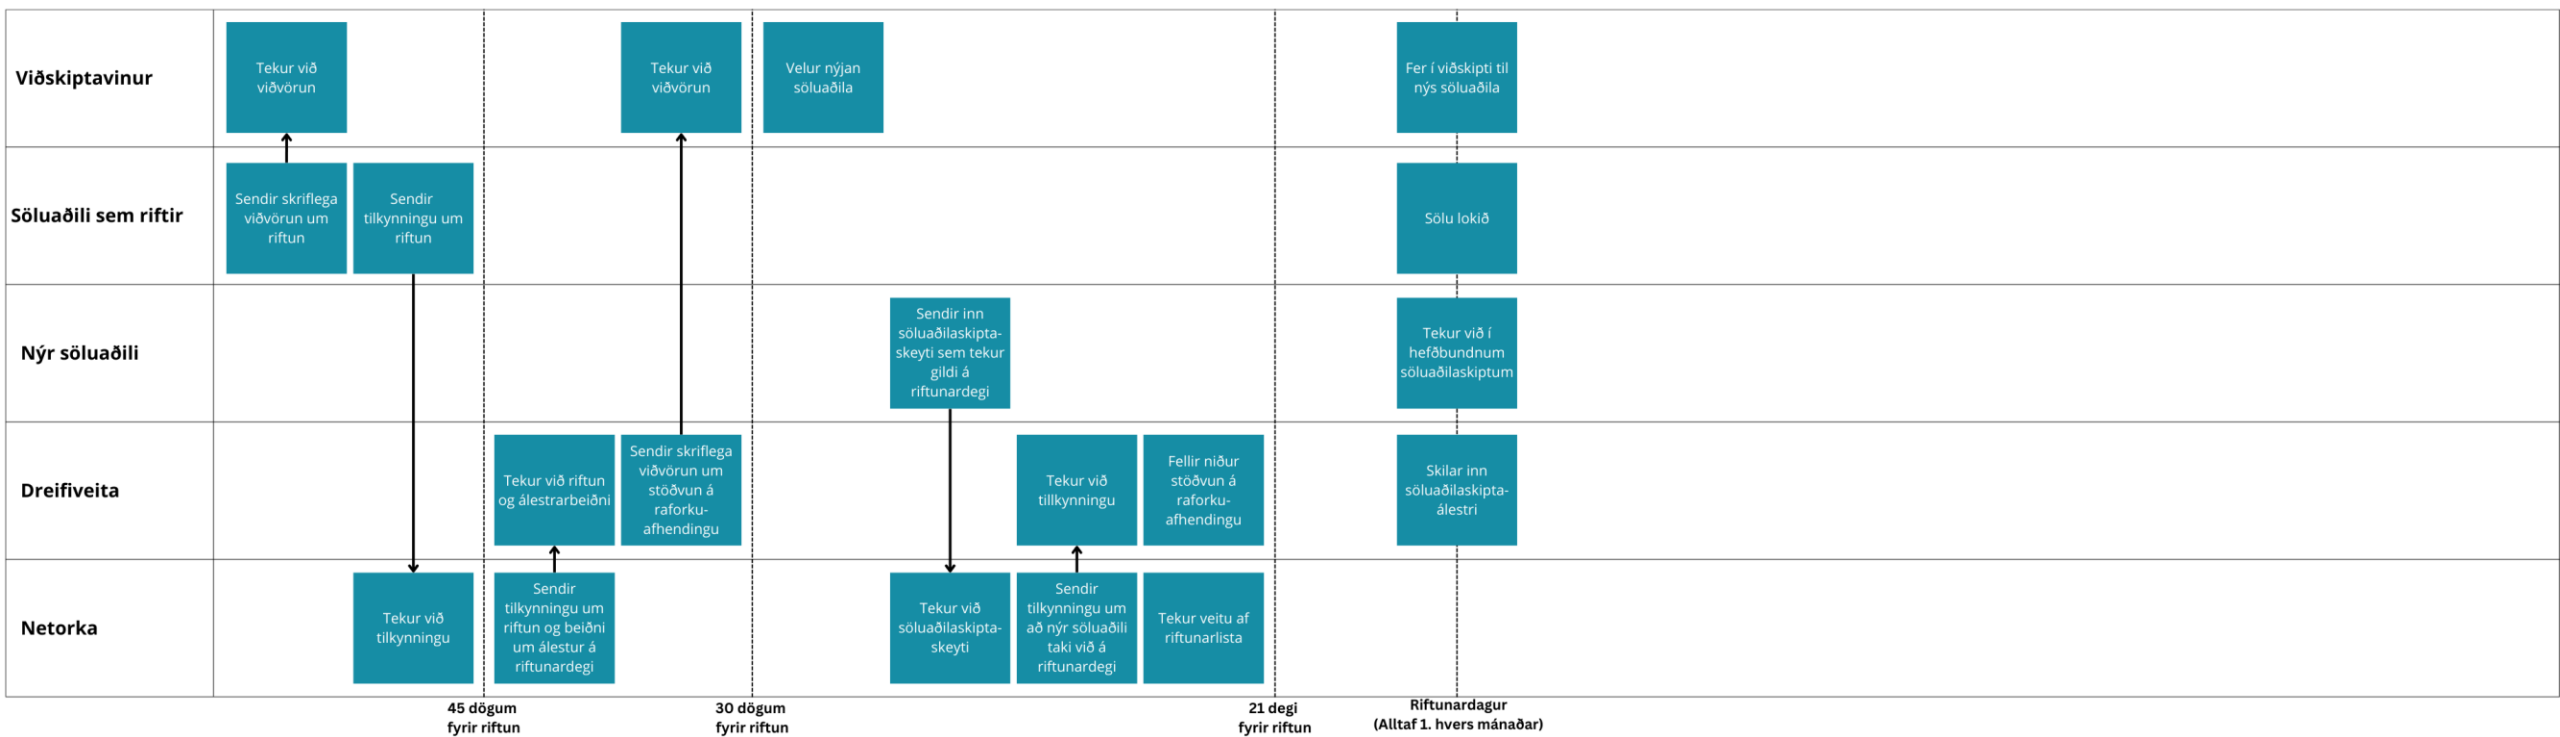 Viðskiptavinur
Tekur við
viðvörun
Tekur við
viðvörun
Velur nýjan
söluaðila
Fer í viðskipti til
nýs söluaðila
Söluaðili sem riftir
Sendir skriflega
viðvörun um
riftun
Sendir
tilkynningu um
riftun
Sölu lokið
Nýr söluaðili
Sendir inn
söluaðilaskipta-
skeyti sem tekur
gildi á
riftunardegi
Tekur við í
hefðbundnum
söluaðilaskiptum
Dreifiveita
Tekur við riftun
og álestrarbeiðni
Sendir skriflega
viðvörun um
stöðvun á
raforku-
afhendingu
Tekur við
tillkynningu
Fellir niður
stöðvun á
raforku-
afhendingu
Skilar inn
söluaðilaskipta-
álestri
Netorka
Tekur við
tilkynningu
Sendir
tilkynningu um
riftun og beiðni
um álestur á
riftunardegi
Tekur við
söluaðilaskipta-
skeyti
Sendir
tilkynningu um
að nýr söluaðili
taki við á
riftunardegi
Tekur veitu af
riftunarlista
45 dögum
fyrir riftun
30 dögum
fyrir riftun
21 degi
fyrir riftun
Riftunardagur
(Alltaf 1. hvers mánaðar)